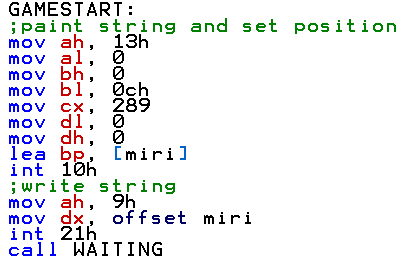 GAMESTART:
;paint string and set position
mov ah, 13h
mov al, 0
mov bh, 0
mov bl, 0ch
mov cx, 289
mov dl, 0
mov dh, 0
lea bp, [miri]
int 10h
;write string
mov ah, 9h
mov dx, offset miri
int 21h
call WAITING